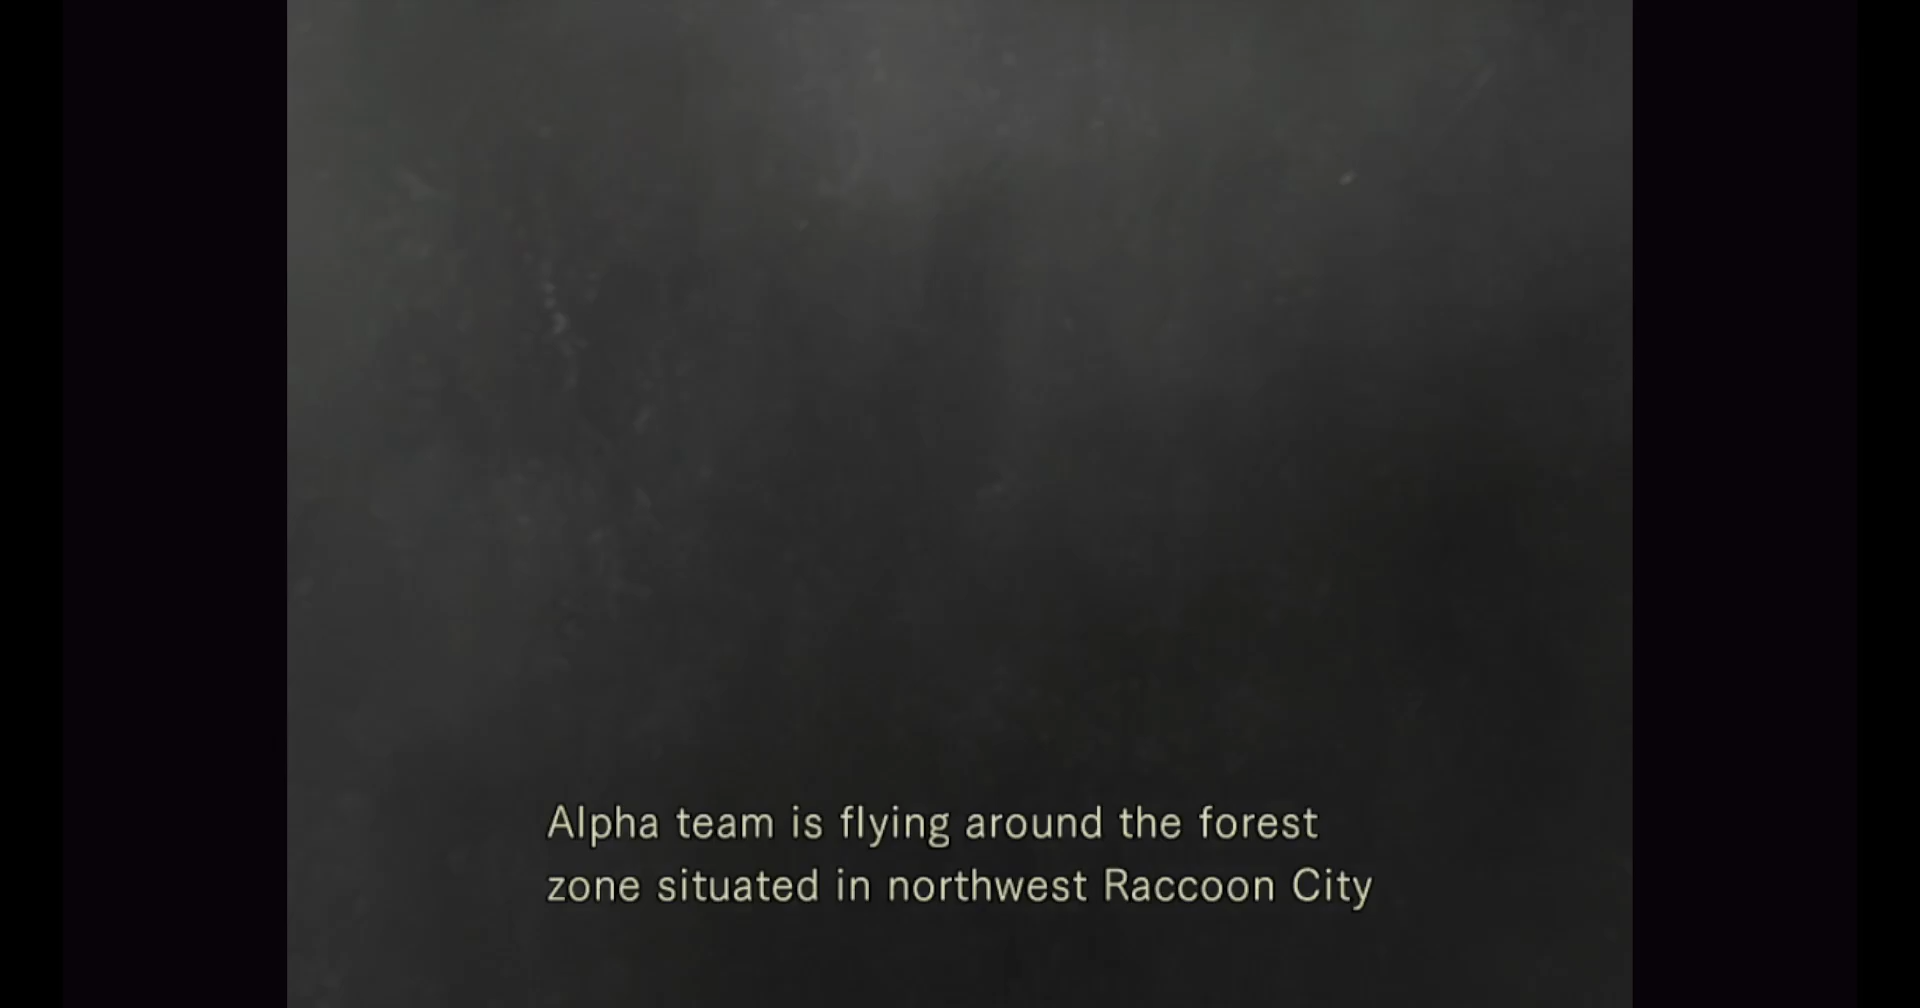 Alpha team is flying around the forest
zone situated in northwest Raccoon City